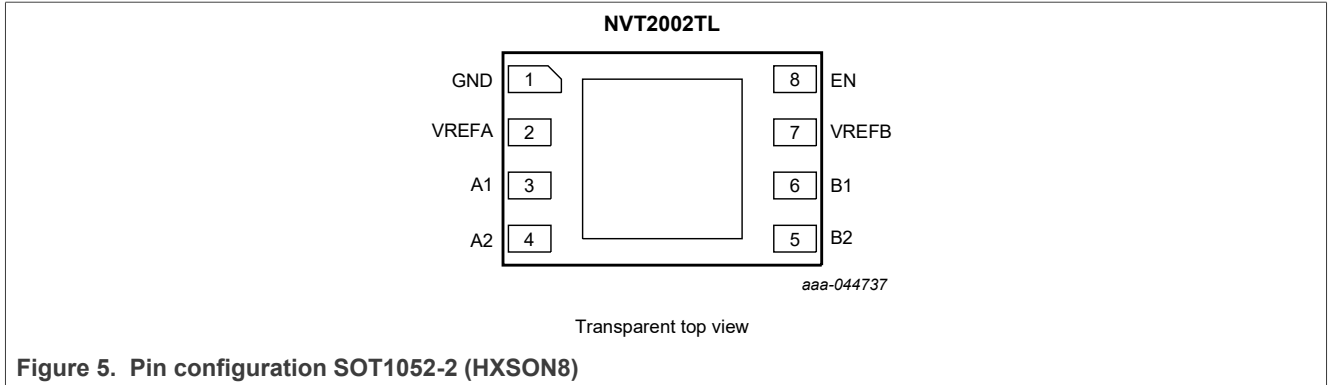 NVT2002TL
GND 1 8 EN
VREFA 2 7 VREFB
A1 3 6 B1
A2 4 5 B2
aaa-044737
Transparent top view
Figure 5. Pin configuration SOT1052-2 (HXSON8)